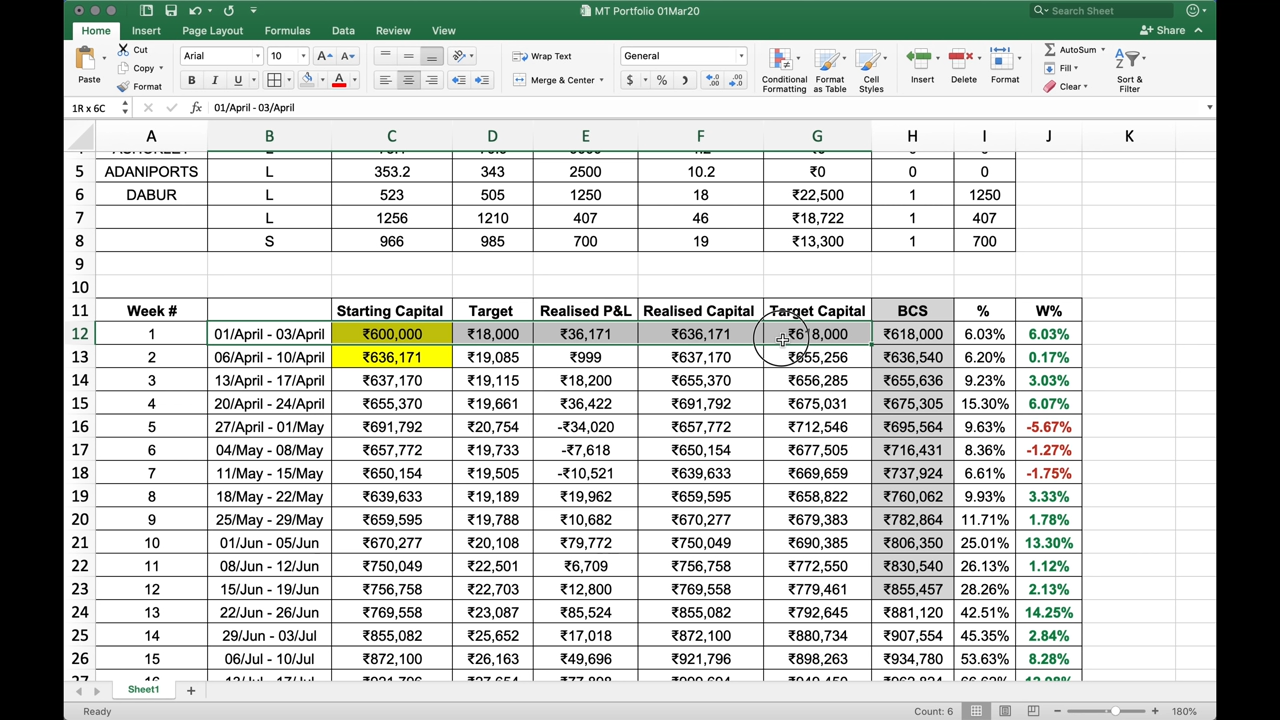 MT Portfolio 01Mar20
Search Sheet
Home Insert Page Layout Formulas Data Review View
Share
Paste
Cut
Copy
Format
Arial 10
B I U
Wrap Text
Merge & Center
General
Conditional Formatting
Format as Table
Cell Styles
Insert
Delete
Format
AutoSum
Fill
Clear
Sort & Filter
1R x 6C fx 01/April - 03/April
A B C D E F G H I J K
5 ADANIPORTS L 353.2 343 2500 10.2 ₹0 0 0
6 DABUR L 523 505 1250 18 ₹22,500 1 1250
7 L 1256 1210 407 46 ₹18,722 1 407
8 S 966 985 700 19 ₹13,300 1 700
9
10
11 Week # Starting Capital Target Realised P&L Realised Capital Target Capital BCS % W%
12 1 01/April - 03/April ₹600,000 ₹18,000 ₹36,171 ₹636,171 ₹618,000 ₹618,000 6.03% 6.03%
13 2 06/April - 10/April ₹636,171 ₹19,085 ₹999 ₹637,170 ₹655,256 ₹636,540 6.20% 0.17%
14 3 13/April - 17/April ₹637,170 ₹19,115 ₹18,200 ₹655,370 ₹656,285 ₹655,636 9.23% 3.03%
15 4 20/April - 24/April ₹655,370 ₹19,661 ₹36,422 ₹691,792 ₹675,031 ₹675,305 15.30% 6.07%
16 5 27/April - 01/May ₹691,792 ₹20,754 -₹34,020 ₹657,772 ₹712,546 ₹695,564 9.63% -5.67%
17 6 04/May - 08/May ₹657,772 ₹19,733 -₹7,618 ₹650,154 ₹677,505 ₹716,431 8.36% -1.27%
18 7 11/May - 15/May ₹650,154 ₹19,505 -₹10,521 ₹639,633 ₹669,659 ₹737,924 6.61% -1.75%
19 8 18/May - 22/May ₹639,633 ₹19,189 ₹19,962 ₹659,595 ₹658,822 ₹760,062 9.93% 3.33%
20 9 25/May - 29/May ₹659,595 ₹19,788 ₹10,682 ₹670,277 ₹679,383 ₹782,864 11.71% 1.78%
21 10 01/Jun - 05/Jun ₹670,277 ₹20,108 ₹79,772 ₹750,049 ₹690,385 ₹806,350 25.01% 13.30%
22 11 08/Jun - 12/Jun ₹750,049 ₹22,501 ₹6,709 ₹756,758 ₹772,550 ₹830,540 26.13% 1.12%
23 12 15/Jun - 19/Jun ₹756,758 ₹22,703 ₹12,800 ₹769,558 ₹779,461 ₹855,457 28.26% 2.13%
24 13 22/Jun - 26/Jun ₹769,558 ₹23,087 ₹85,524 ₹855,082 ₹792,645 ₹881,120 42.51% 14.25%
25 14 29/Jun - 03/Jul ₹855,082 ₹25,652 ₹17,018 ₹872,100 ₹880,734 ₹907,554 45.35% 2.84%
26 15 06/Jul - 10/Jul ₹872,100 ₹26,163 ₹49,696 ₹921,796 ₹898,263 ₹934,780 53.63% 8.28%
Sheet1
Ready Count: 6 180%